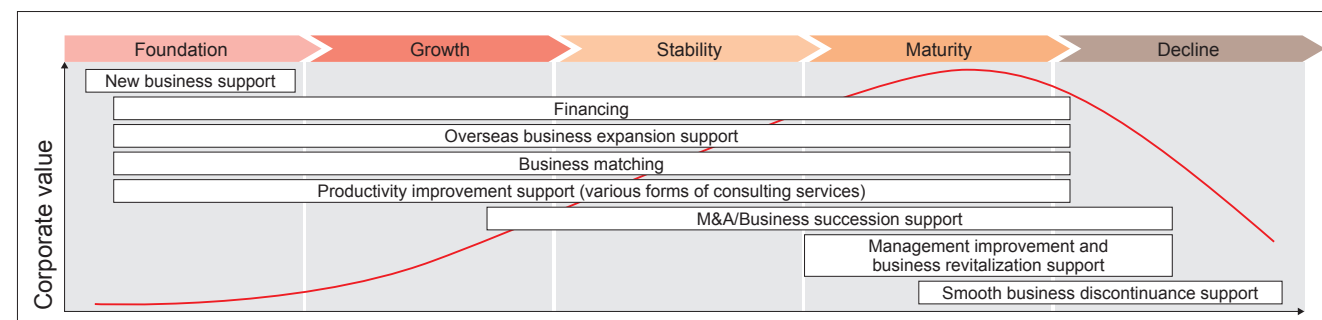 Foundation
Growth
Stability
Maturity
Decline
Corporate value
New business support
Financing
Overseas business expansion support
Business matching
Productivity improvement support (various forms of consulting services)
M&A/Business succession support
Management improvement and
business revitalization support
Smooth business discontinuance support